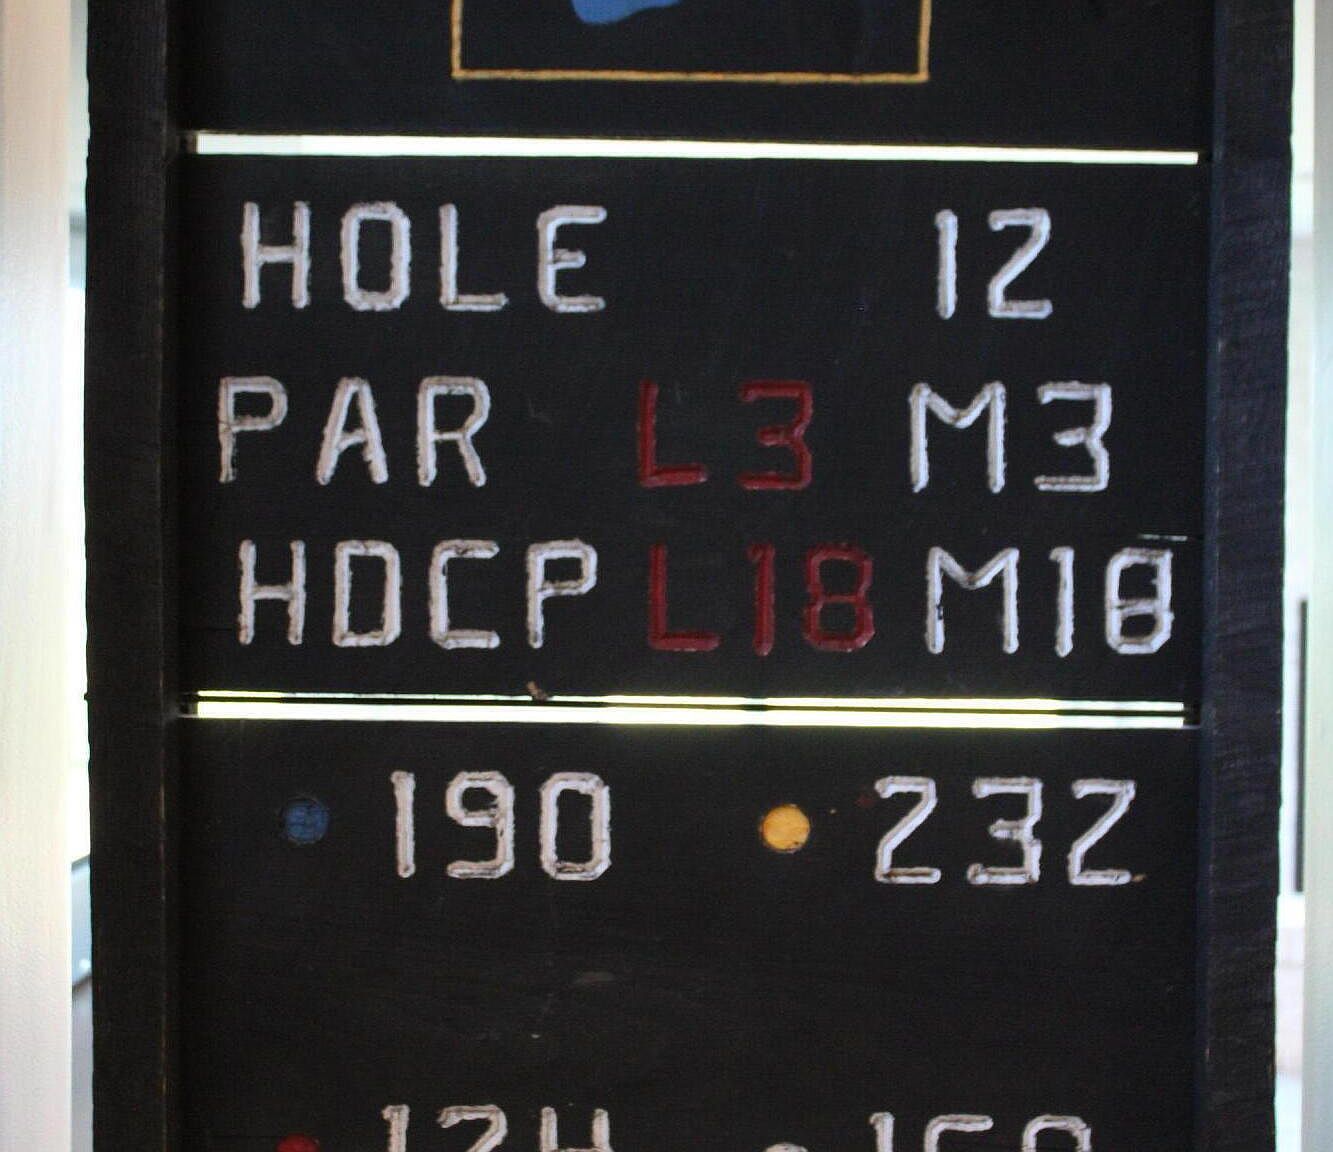 HOLE 12
PAR L3 M3
HDCP L18 M18
190 232